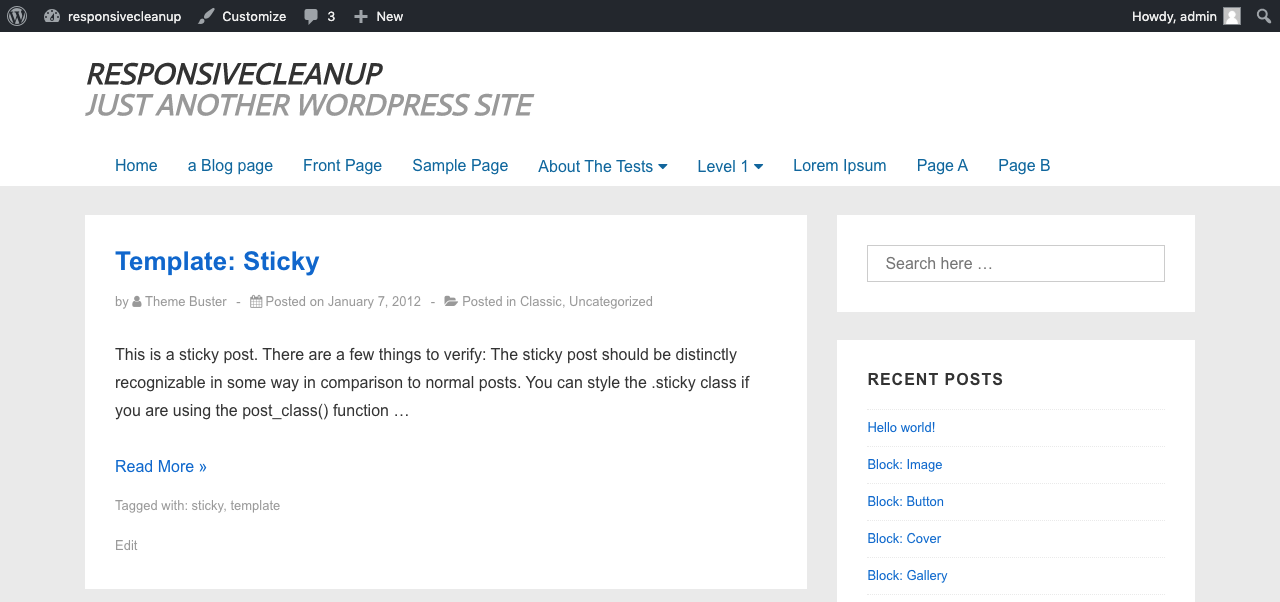 responsivecleanup Customize 3 New Howdy, admin
RESPONSIVECLEANUP
JUST ANOTHER WORDPRESS SITE
Home a Blog page Front Page Sample Page About The Tests Level 1 Lorem Ipsum Page A Page B
Template: Sticky
by Theme Buster - Posted on January 7, 2012 - Posted in Classic, Uncategorized
This is a sticky post. There are a few things to verify: The sticky post should be distinctly
recognizable in some way in comparison to normal posts. You can style the .sticky class if
you are using the post_class() function …
Read More »
Tagged with: sticky, template
Edit
Search here …
RECENT POSTS
Hello world!
Block: Image
Block: Button
Block: Cover
Block: Gallery